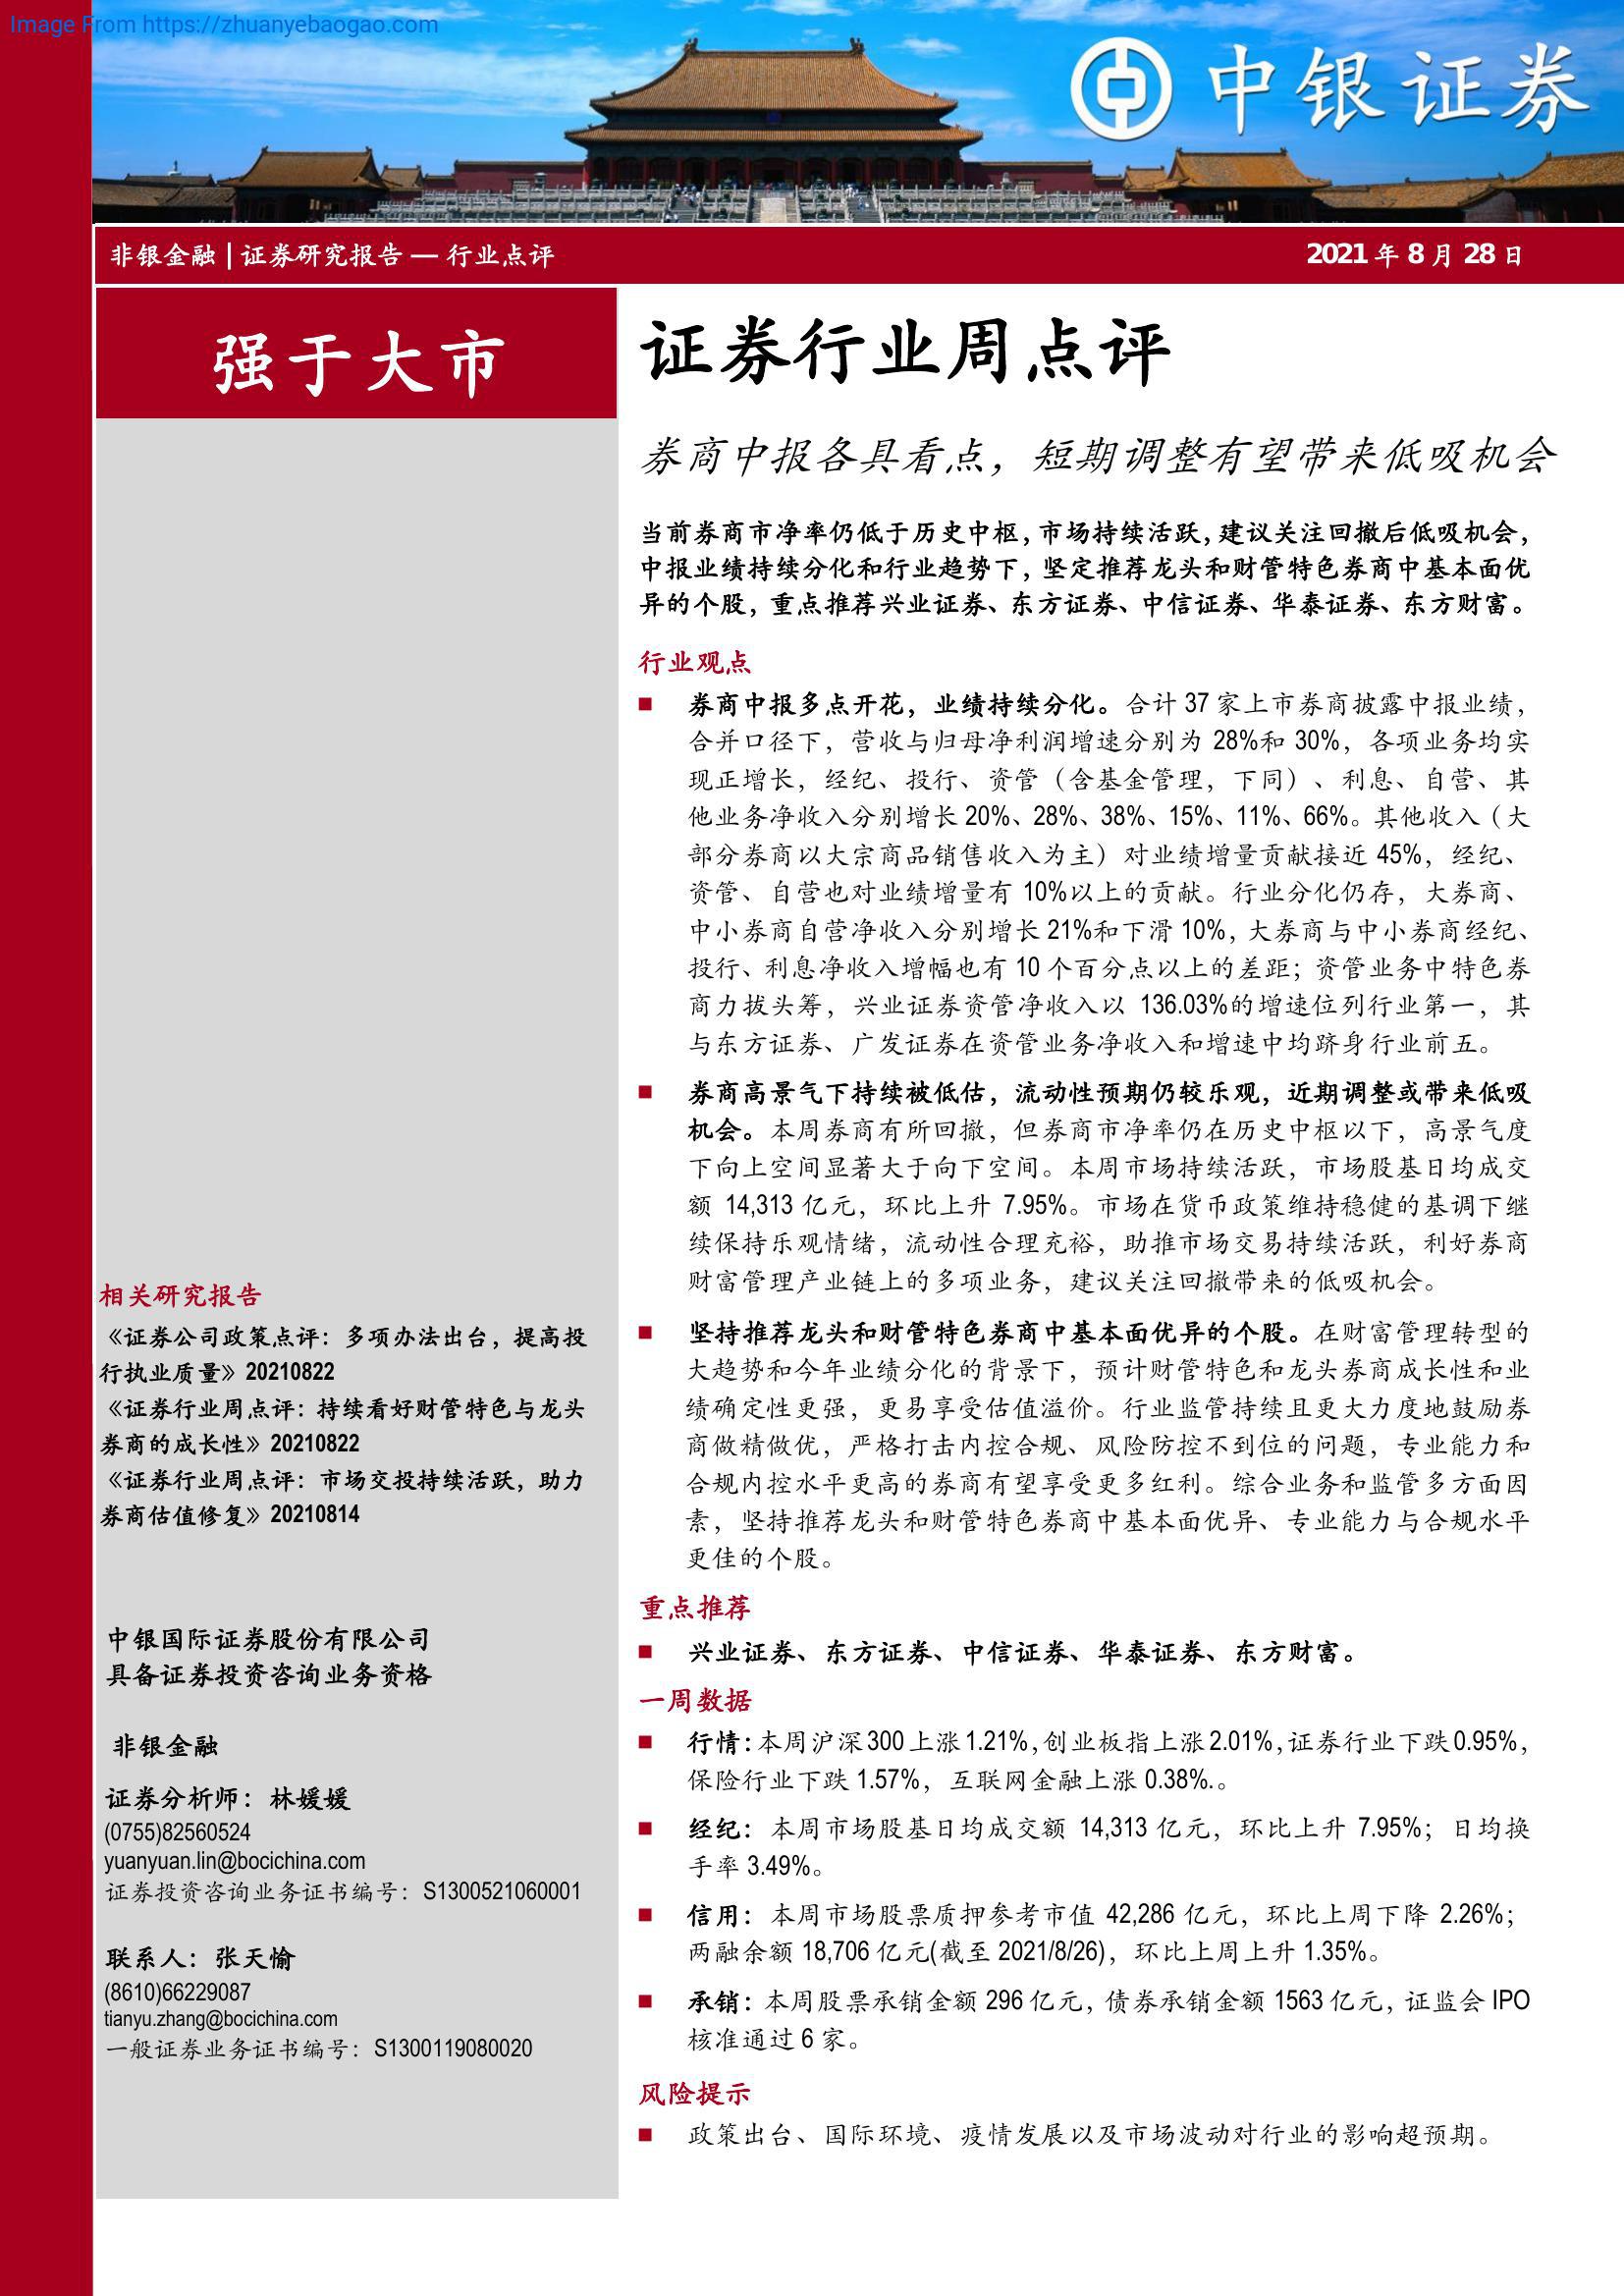 Image From https://zhuanyebaogao.com
中银证券
非银金融 | 证券研究报告 — 行业点评
2021 年 8 月 28 日
强于大市
证券行业周点评
券商中报各具看点，短期调整有望带来低吸机会
当前券商市净率仍低于历史中枢，市场持续活跃，建议关注回撤后低吸机会，
中报业绩持续分化和行业趋势下，坚定推荐龙头和财管特色券商中基本面优
异的个股，重点推荐兴业证券、东方证券、中信证券、华泰证券、东方财富。
行业观点
■ 券商中报多点开花，业绩持续分化。合计 37 家上市券商披露中报业绩，
合并口径下，营收与归母净利润增速分别为 28%和 30%，各项业务均实
现正增长，经纪、投行、资管（含基金管理，下同）、利息、自营、其
他业务净收入分别增长 20%、28%、38%、15%、11%、66%。其他收入（大
部分券商以大宗商品销售收入为主）对业绩增量贡献接近 45%，经纪、
资管、自营也对业绩增量有 10%以上的贡献。行业分化仍存，大券商、
中小券商自营净收入分别增长 21%和下滑 10%，大券商与中小券商经纪、
投行、利息净收入增幅也有 10 个百分点以上的差距；资管业务中特色券
商力拔头筹，兴业证券资管净收入以 136.03%的增速位列行业第一，其
与东方证券、广发证券在资管业务净收入和增速中均跻身行业前五。
■ 券商高景气下持续被低估，流动性预期仍较乐观，近期调整或带来低吸
机会。本周券商有所回撤，但券商市净率仍在历史中枢以下，高景气度
下向上空间显著大于向下空间。本周市场持续活跃，市场股基日均成交
额 14,313 亿元，环比上升 7.95%。市场在货币政策维持稳健的基调下继
续保持乐观情绪，流动性合理充裕，助推市场交易持续活跃，利好券商
财富管理产业链上的多项业务，建议关注回撤带来的低吸机会。
■ 坚持推荐龙头和财管特色券商中基本面优异的个股。在财富管理转型的
大趋势和今年业绩分化的背景下，预计财管特色和龙头券商成长性和业
绩确定性更强，更易享受估值溢价。行业监管持续且更大力度地鼓励券
商做精做优，严格打击内控合规、风险防控不到位的问题，专业能力和
合规内控水平更高的券商有望享受更多红利。综合业务和监管多方面因
素，坚持推荐龙头和财管特色券商中基本面优异、专业能力与合规水平
更佳的个股。
重点推荐
■ 兴业证券、东方证券、中信证券、华泰证券、东方财富。
一周数据
■ 行情：本周沪深 300 上涨 1.21%，创业板指上涨 2.01%，证券行业下跌 0.95%，
保险行业下跌 1.57%，互联网金融上涨 0.38%.。
■ 经纪：本周市场股基日均成交额 14,313 亿元，环比上升 7.95%；日均换
手率 3.49%。
■ 信用：本周市场股票质押参考市值 42,286 亿元，环比上周下降 2.26%；
两融余额 18,706 亿元(截至 2021/8/26)，环比上周上升 1.35%。
■ 承销：本周股票承销金额 296 亿元，债券承销金额 1563 亿元，证监会 IPO
核准通过 6 家。
风险提示
■ 政策出台、国际环境、疫情发展以及市场波动对行业的影响超预期。
相关研究报告
《证券公司政策点评：多项办法出台，提高投
行执业质量》20210822
《证券行业周点评：持续看好财管特色与龙头
券商的成长性》20210822
《证券行业周点评：市场交投持续活跃，助力
券商估值修复》20210814
中银国际证券股份有限公司
具备证券投资咨询业务资格
非银金融
证券分析师：林媛媛
(0755)82560524
yuanyuan.lin@bocichina.com
证券投资咨询业务证书编号：S1300521060001
联系人：张天愉
(8610)66229087
tianyu.zhang@bocichina.com
一般证券业务证书编号：S1300119080020